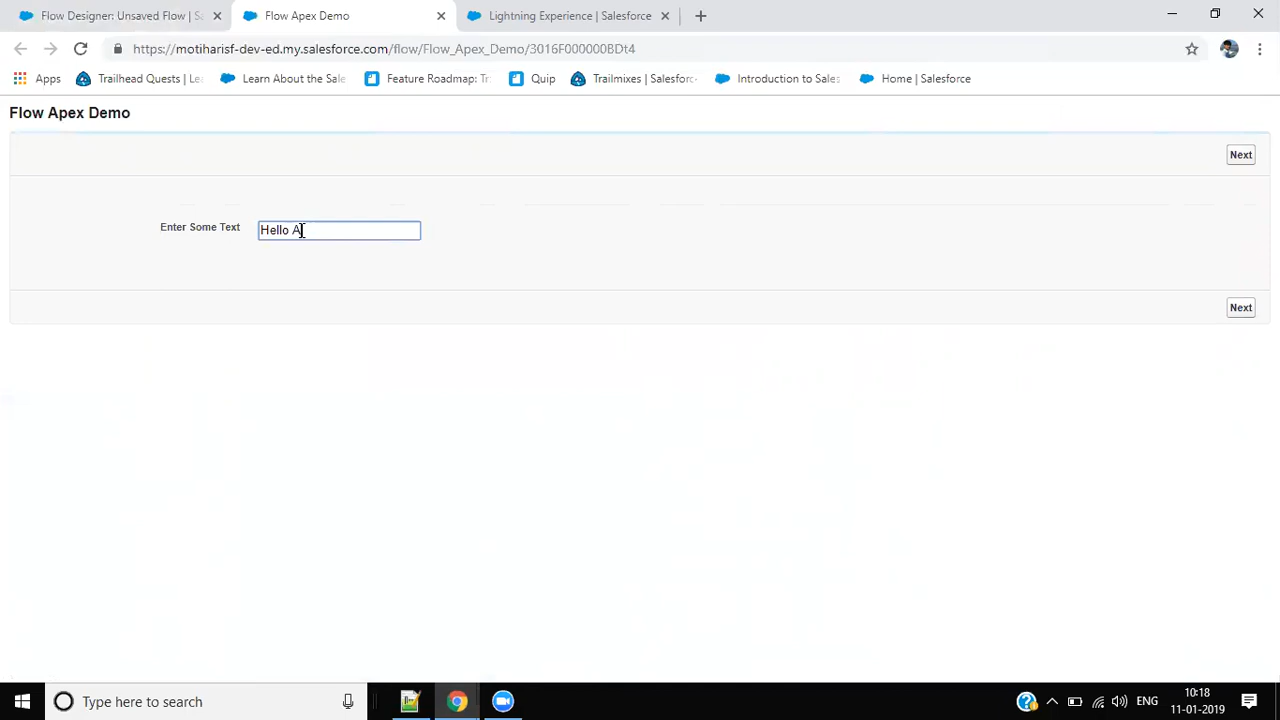 Flow Designer: Unsaved Flow | Sa
Flow Apex Demo
Lightning Experience | Salesforce
https://motiharisf-dev-ed.my.salesforce.com/flow/Flow_Apex_Demo/3016F000000BDt4
Apps
Trailhead Quests | Le
Learn About the Sale
Feature Roadmap: Tr
Quip
Trailmixes | Salesforc
Introduction to Sales
Home | Salesforce
Flow Apex Demo
Next
Enter Some Text
Hello A
Next
Type here to search
ENG
10:18
11-01-2019